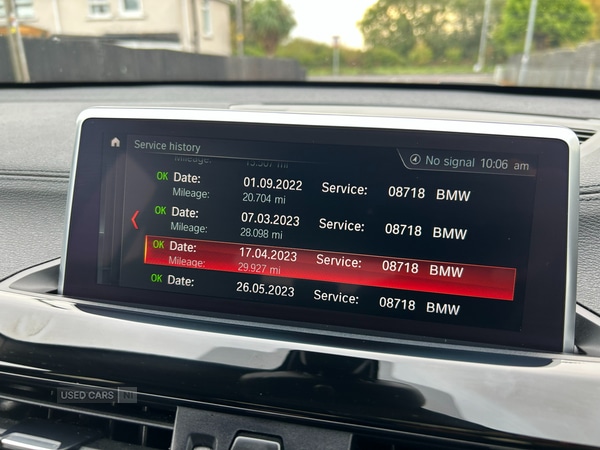 Service history
No signal 10:06 am
Mileage:
OK Date: 01.09.2022 Service: 08718 BMW
Mileage: 20.704 mi
OK Date: 07.03.2023 Service: 08718 BMW
Mileage: 28.098 mi
OK Date: 17.04.2023 Service: 08718 BMW
Mileage: 29.927 mi
OK Date: 26.05.2023 Service: 08718 BMW
USED CARS NI